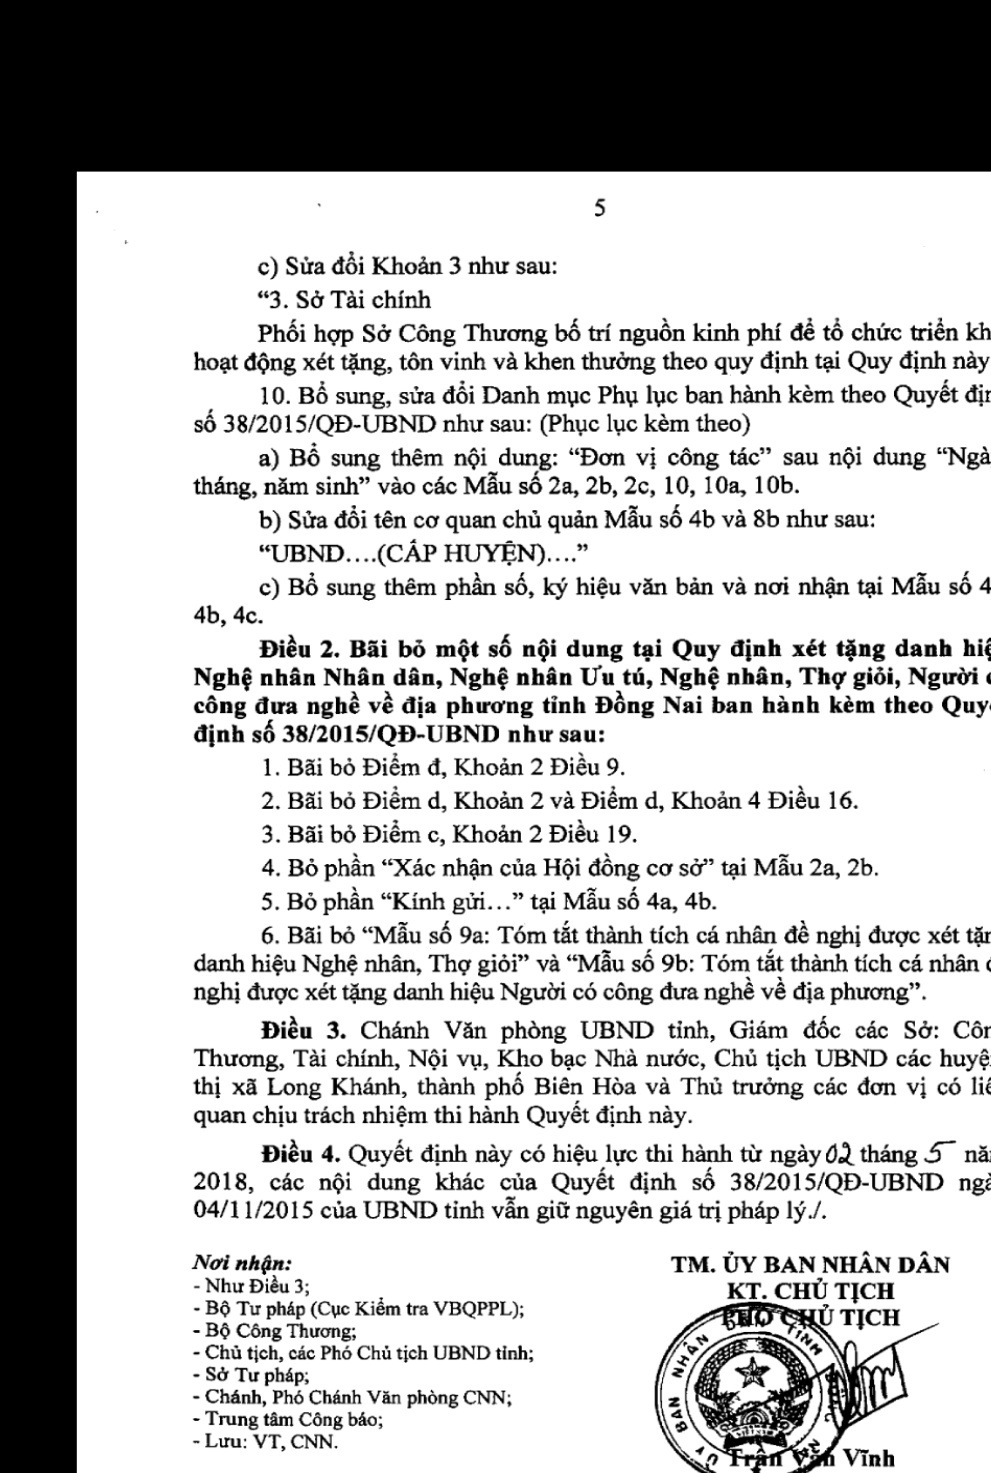 5
c) Sửa đổi Khoản 3 như sau:
“3. Sở Tài chính
Phối hợp Sở Công Thương bố trí nguồn kinh phí để tổ chức triển kh
hoạt động xét tặng, tôn vinh và khen thưởng theo quy định tại Quy định này
10. Bổ sung, sửa đổi Danh mục Phụ lục ban hành kèm theo Quyết đị
số 38/2015/QĐ-UBND như sau: (Phục lục kèm theo)
a) Bổ sung thêm nội dung: “Đơn vị công tác” sau nội dung “Ngà
tháng, năm sinh” vào các Mẫu số 2a, 2b, 2c, 10, 10a, 10b.
b) Sửa đổi tên cơ quan chủ quản Mẫu số 4b và 8b như sau:
“UBND….(CẤP HUYỆN)….”
c) Bổ sung thêm phần số, ký hiệu văn bản và nơi nhận tại Mẫu số 4
4b, 4c.
Điều 2. Bãi bỏ một số nội dung tại Quy định xét tặng danh hiệ
Nghệ nhân Nhân dân, Nghệ nhân Ưu tú, Nghệ nhân, Thợ giỏi, Người c
công đưa nghề về địa phương tỉnh Đồng Nai ban hành kèm theo Quy
định số 38/2015/QĐ-UBND như sau:
1. Bãi bỏ Điểm đ, Khoản 2 Điều 9.
2. Bãi bỏ Điểm d, Khoản 2 và Điểm d, Khoản 4 Điều 16.
3. Bãi bỏ Điểm c, Khoản 2 Điều 19.
4. Bỏ phần “Xác nhận của Hội đồng cơ sở” tại Mẫu 2a, 2b.
5. Bỏ phần “Kính gửi…” tại Mẫu số 4a, 4b.
6. Bãi bỏ “Mẫu số 9a: Tóm tắt thành tích cá nhân đề nghị được xét tặn
danh hiệu Nghệ nhân, Thợ giỏi” và “Mẫu số 9b: Tóm tắt thành tích cá nhân đ
nghị được xét tặng danh hiệu Người có công đưa nghề về địa phương”.
Điều 3. Chánh Văn phòng UBND tỉnh, Giám đốc các Sở: Côn
Thương, Tài chính, Nội vụ, Kho bạc Nhà nước, Chủ tịch UBND các huyệ
thị xã Long Khánh, thành phố Biên Hòa và Thủ trưởng các đơn vị có liê
quan chịu trách nhiệm thi hành Quyết định này.
Điều 4. Quyết định này có hiệu lực thi hành từ ngày 02 tháng 5 nă
2018, các nội dung khác của Quyết định số 38/2015/QĐ-UBND ngà
04/11/2015 của UBND tỉnh vẫn giữ nguyên giá trị pháp lý./.
Nơi nhận:
- Như Điều 3;
- Bộ Tư pháp (Cục Kiểm tra VBQPPL);
- Bộ Công Thương;
- Chủ tịch, các Phó Chủ tịch UBND tỉnh;
- Sở Tư pháp;
- Chánh, Phó Chánh Văn phòng CNN;
- Trung tâm Công báo;
- Lưu: VT, CNN.
TM. ỦY BAN NHÂN DÂN
KT. CHỦ TỊCH
PHÓ CHỦ TỊCH
Trần Văn Vĩnh